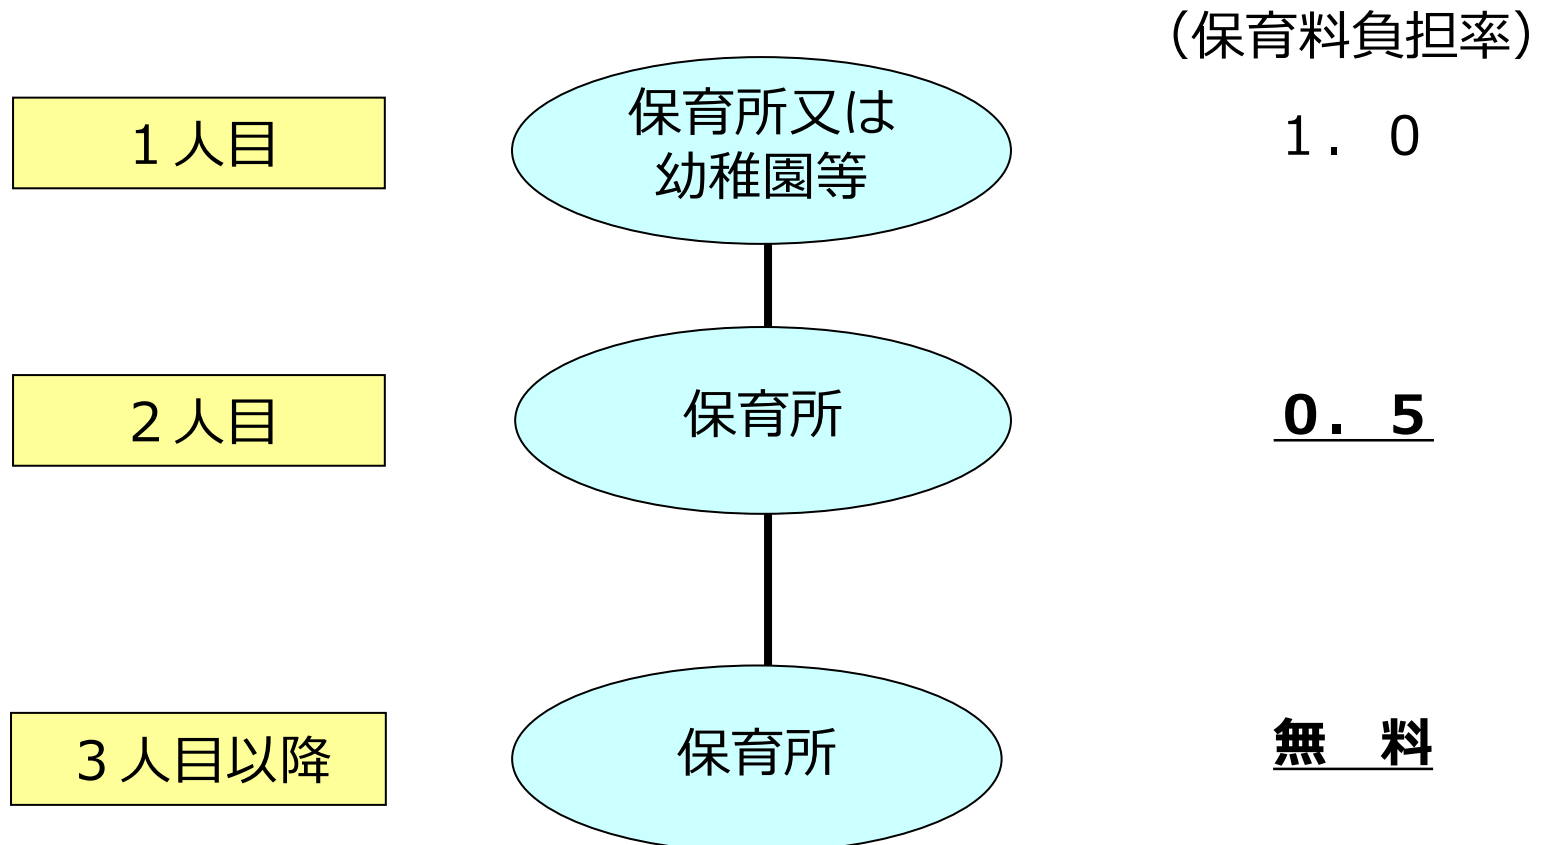 （保育料負担率）
１人目
保育所又は
幼稚園等
１．０
２人目
保育所
０．５
３人目以降
保育所
無　料